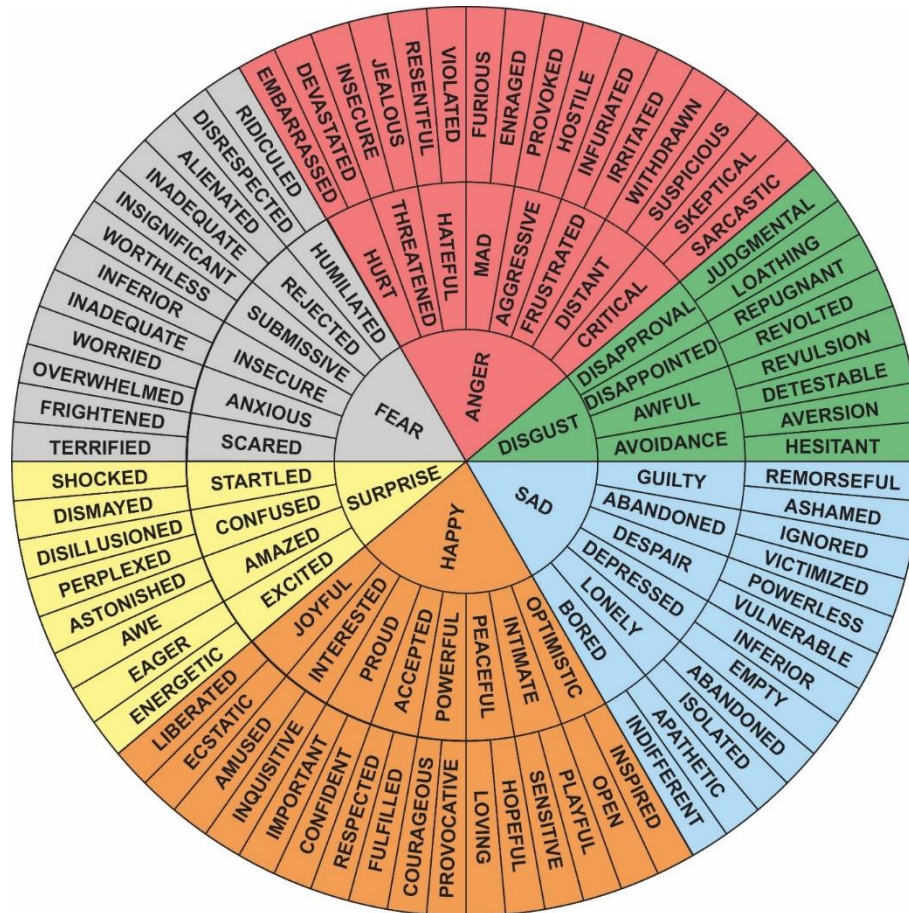 ANGER
HURT
THREATENED
HATEFUL
MAD
AGGRESSIVE
FRUSTRATED
DISTANT
CRITICAL
EMBARRASSED
DEVASTATED
INSECURE
JEALOUS
RESENTFUL
VIOLATED
FURIOUS
ENRAGED
PROVOKED
HOSTILE
INFURIATED
IRRITATED
WITHDRAWN
SUSPICIOUS
SKEPTICAL
SARCASTIC
DISGUST
DISAPPROVAL
DISAPPOINTED
AWFUL
AVOIDANCE
JUDGMENTAL
LOATHING
REPUGNANT
REVOLTED
REVULSION
DETESTABLE
AVERSION
HESITANT
SAD
GUILTY
ABANDONED
DESPAIR
DEPRESSED
LONELY
BORED
REMORSEFUL
ASHAMED
IGNORED
VICTIMIZED
POWERLESS
VULNERABLE
INFERIOR
EMPTY
ABANDONED
ISOLATED
APATHETIC
INDIFFERENT
HAPPY
OPTIMISTIC
INTIMATE
PEACEFUL
POWERFUL
ACCEPTED
PROUD
INTERESTED
JOYFUL
INSPIRED
OPEN
PLAYFUL
SENSITIVE
HOPEFUL
LOVING
PROVOCATIVE
COURAGEOUS
FULFILLED
RESPECTED
CONFIDENT
IMPORTANT
INQUISITIVE
AMUSED
ECSTATIC
LIBERATED
SURPRISE
EXCITED
AMAZED
CONFUSED
STARTLED
ENERGETIC
EAGER
AWE
ASTONISHED
PERPLEXED
DISILLUSIONED
DISMAYED
SHOCKED
FEAR
SCARED
ANXIOUS
INSECURE
SUBMISSIVE
REJECTED
HUMILIATED
TERRIFIED
FRIGHTENED
OVERWHELMED
WORRIED
INADEQUATE
INFERIOR
WORTHLESS
INSIGNIFICANT
INADEQUATE
ALIENATED
DISRESPECTED
RIDICULED